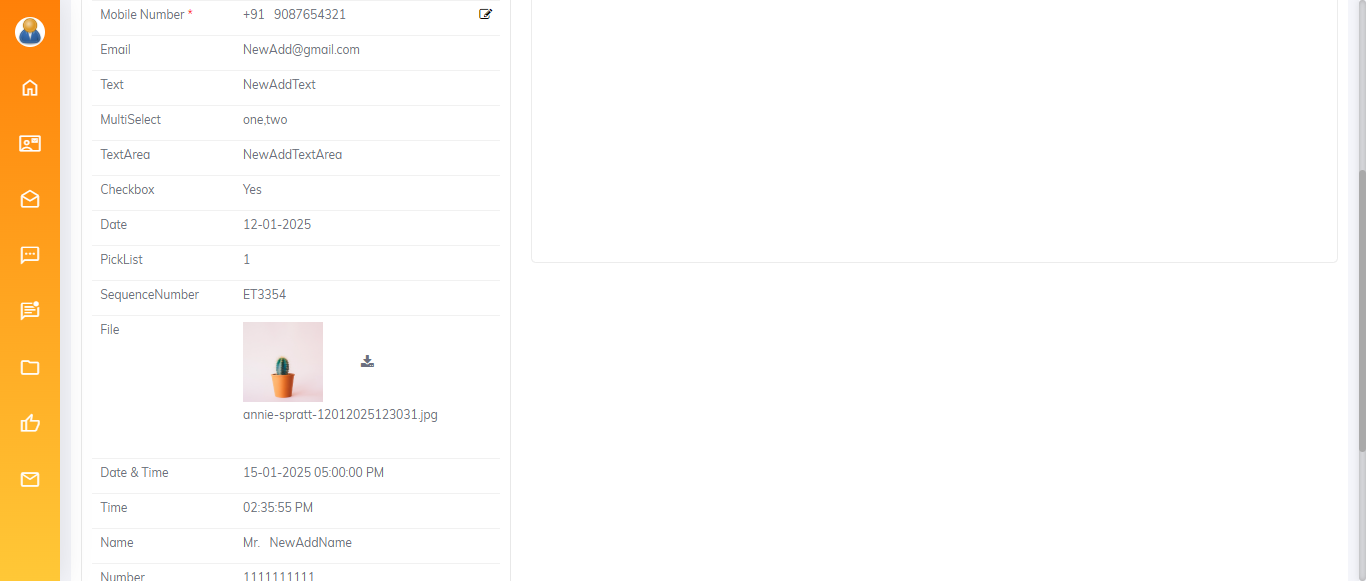 Mobile Number * +91 9087654321
Email NewAdd@gmail.com
Text NewAddText
MultiSelect one,two
TextArea NewAddTextArea
Checkbox Yes
Date 12-01-2025
PickList 1
SequenceNumber ET3354
File
annie-spratt-12012025123031.jpg
Date & Time 15-01-2025 05:00:00 PM
Time 02:35:55 PM
Name Mr. NewAddName
Number 1111111111